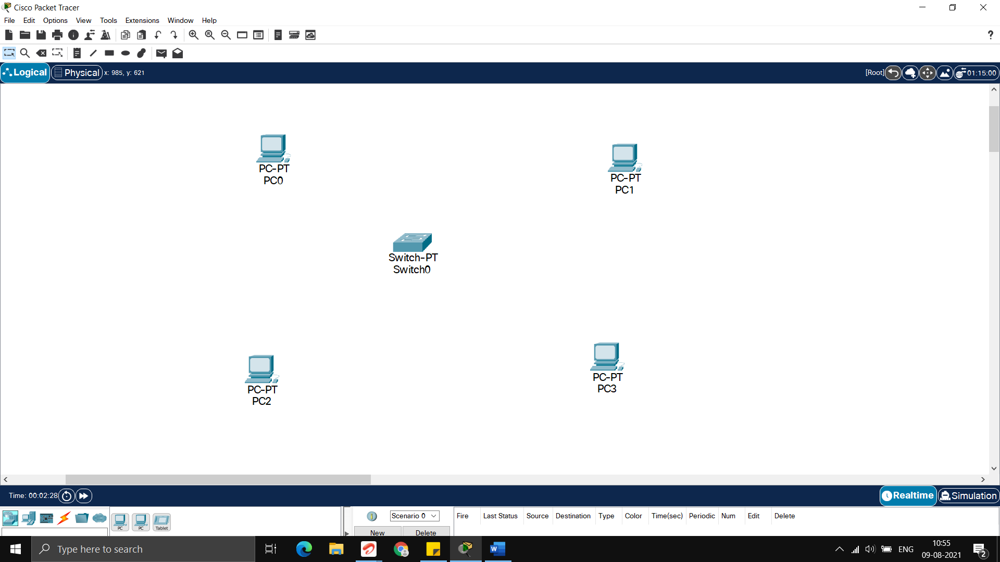 Cisco Packet Tracer
File Edit Options View Tools Extensions Window Help
?
Logical Physical x: 985, y: 621 [Root] 01:15:00
PC-PT
PC0
PC-PT
PC1
Switch-PT
Switch0
PC-PT
PC2
PC-PT
PC3
Time: 00:02:28 Realtime Simulation
PC PC Tablet
Scenario 0
New Delete
Fire Last Status Source Destination Type Color Time(sec) Periodic Num Edit Delete
Type here to search
ENG
10:55
09-08-2021
2